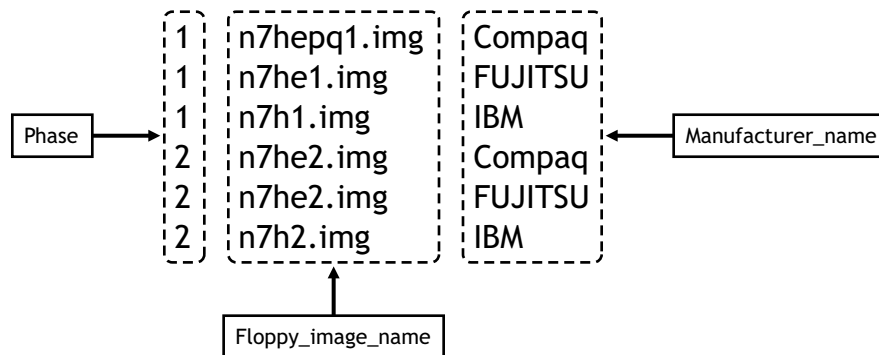 1 n7hepq1.img Compaq
1 n7he1.img FUJITSU
1 n7h1.img IBM
Phase
Manufacturer_name
2 n7he2.img Compaq
2 n7he2.img FUJITSU
2 n7h2.img IBM
Floppy_image_name